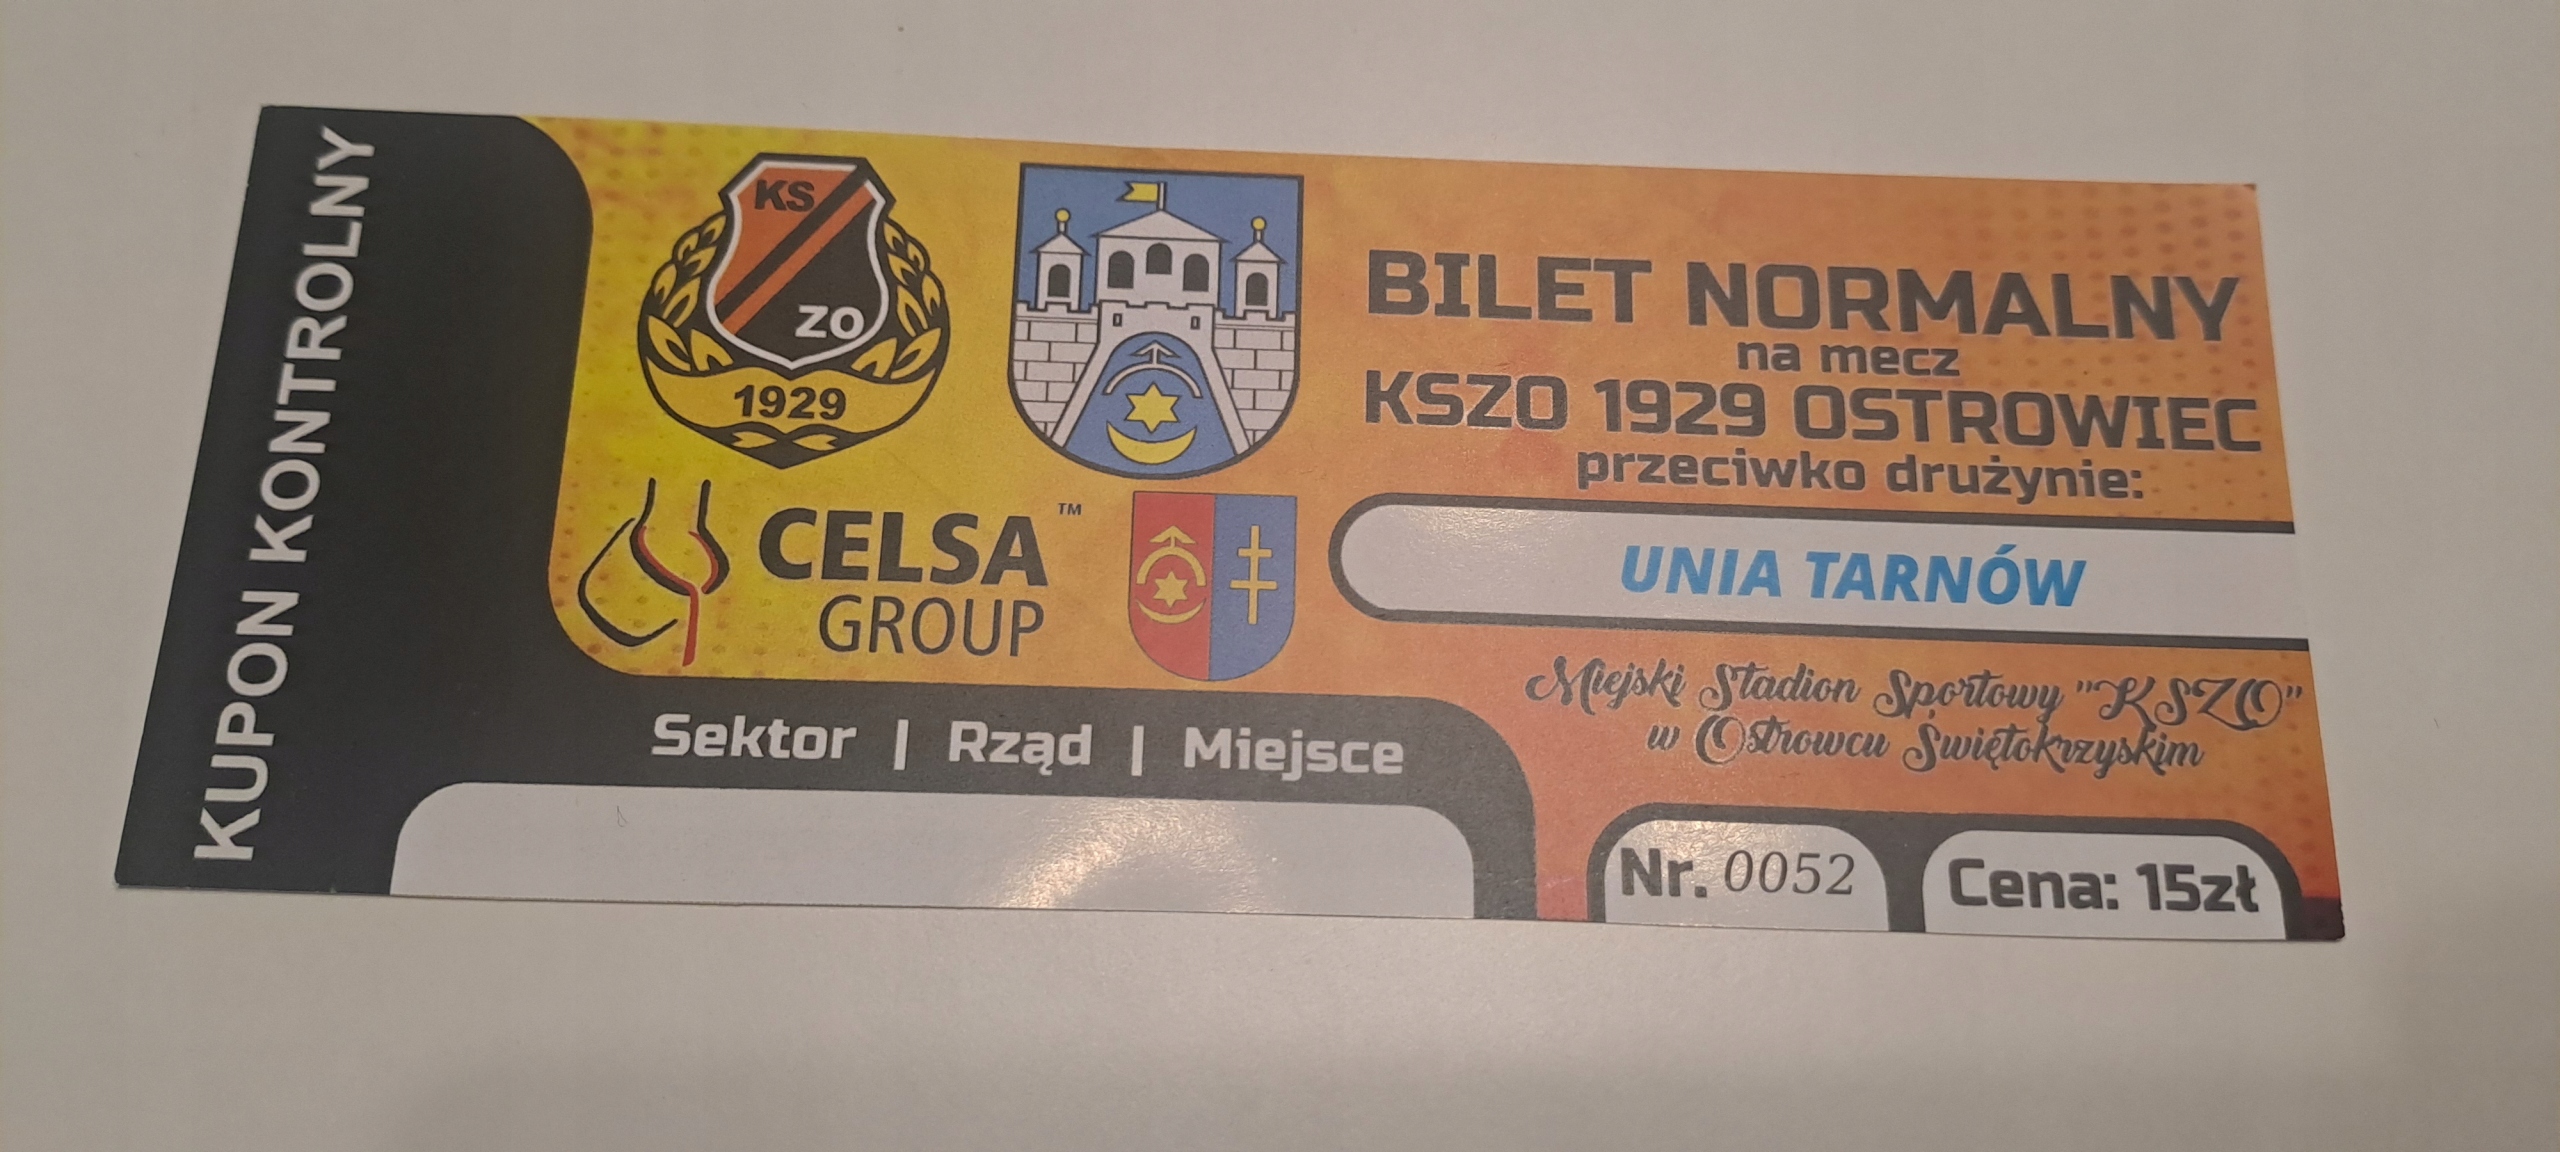 KUPON KONTROLNY
KS
ZO
1929
CELSA™
GROUP
BILET NORMALNY
na mecz
KSZO 1929 OSTROWIEC
przeciwko drużynie:
UNIA TARNÓW
Miejski Stadion Sportowy "KSZO"
w Ostrowcu Świętokrzyskim
Sektor | Rząd | Miejsce
Nr. 0052
Cena: 15zł